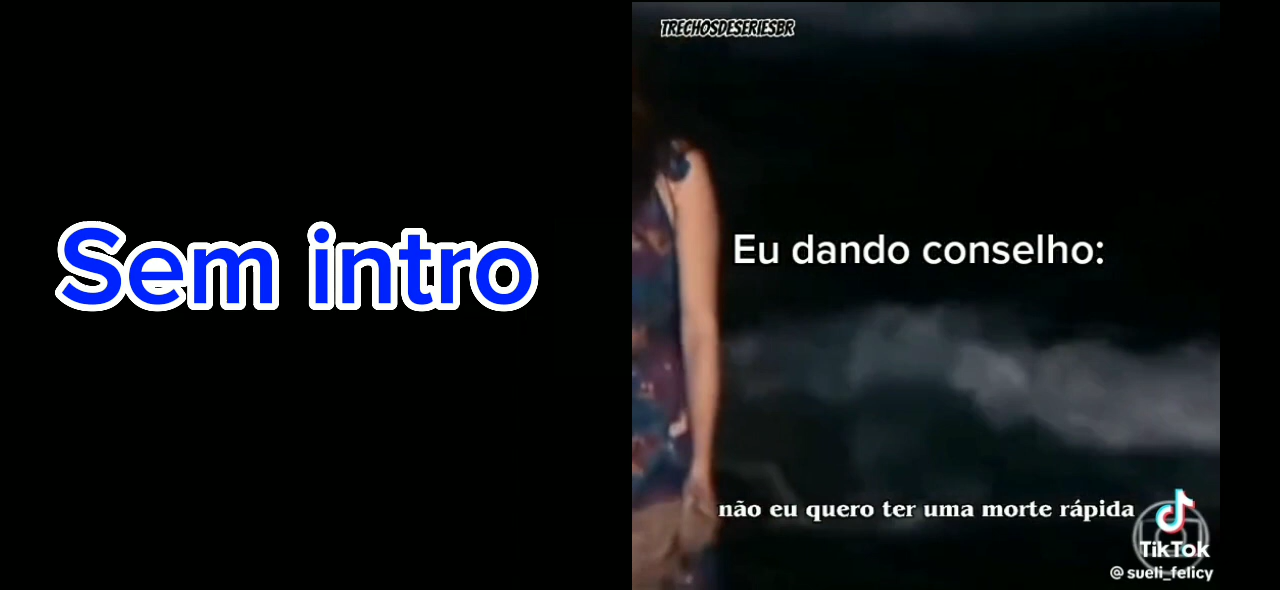 Sem intro
TRECHOSDESERIESBR
Eu dando conselho:
não eu quero ter uma morte rápida
TikTok
@ sueli_felicy